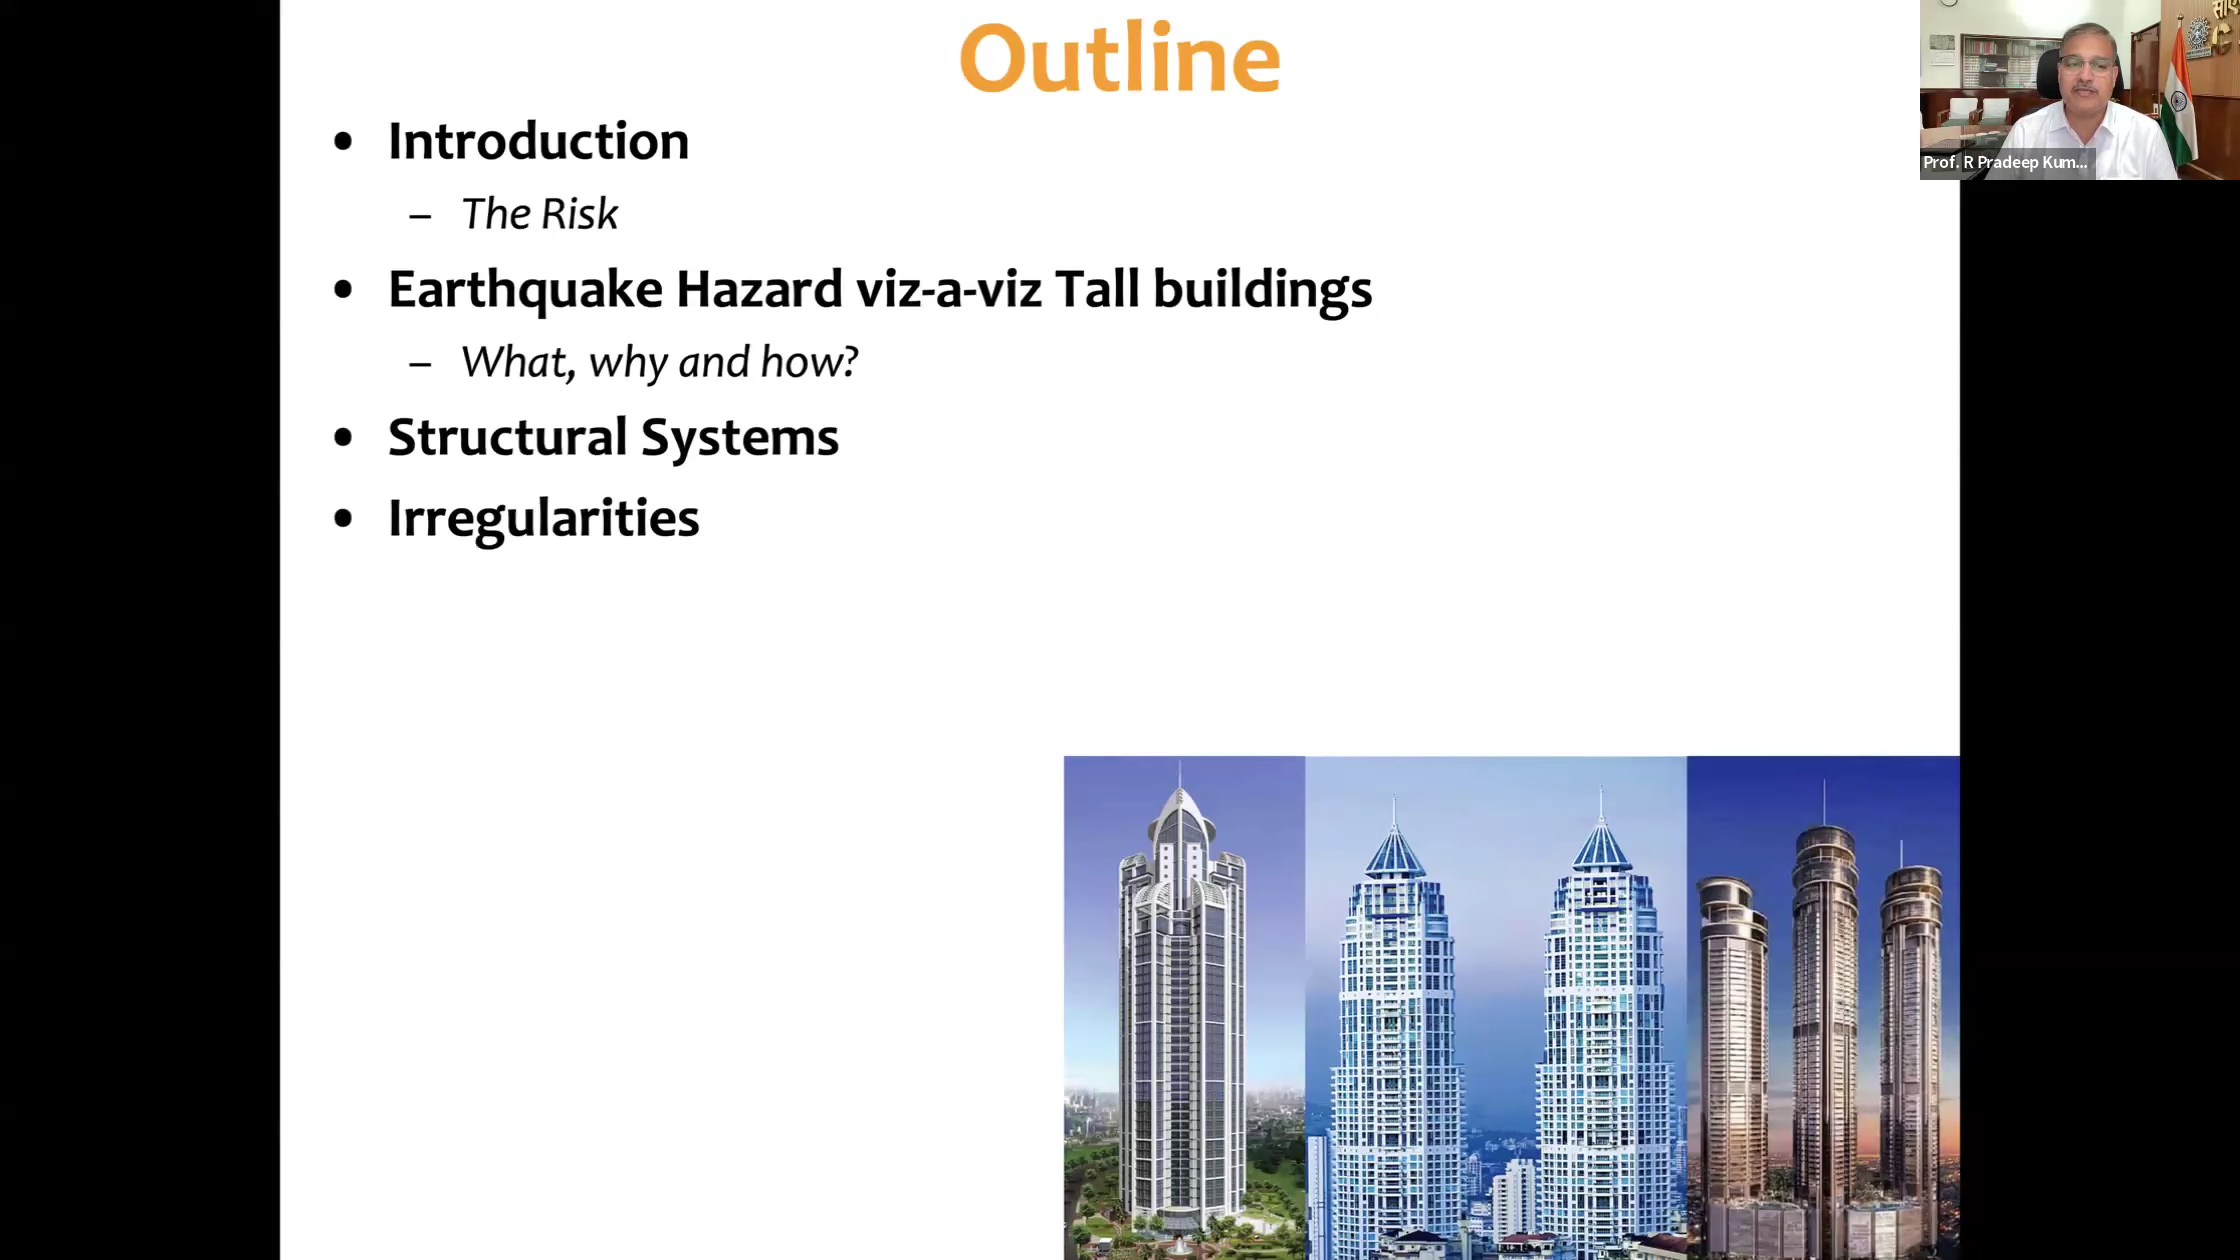 Outline
• Introduction
– The Risk
• Earthquake Hazard viz-a-viz Tall buildings
– What, why and how?
• Structural Systems
• Irregularities
Prof. R Pradeep Kum...